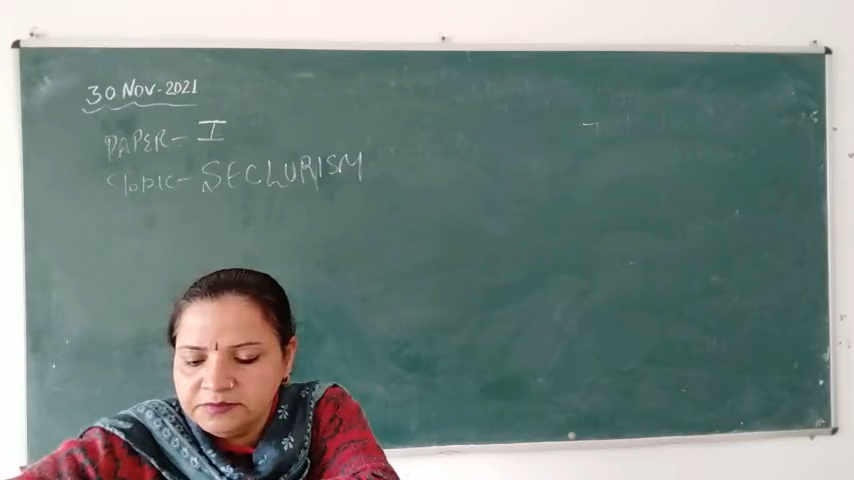 30 Nov-2021
PAPER- I
Topic- SECLURISM